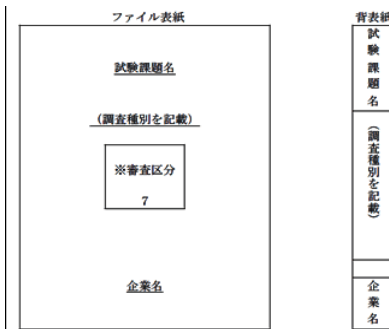 ファイル表紙
試験課題名
(調査種別を記載)
※審査区分
7
企業名
背表紙
試験課題名
(調査種別を記載)
企業名